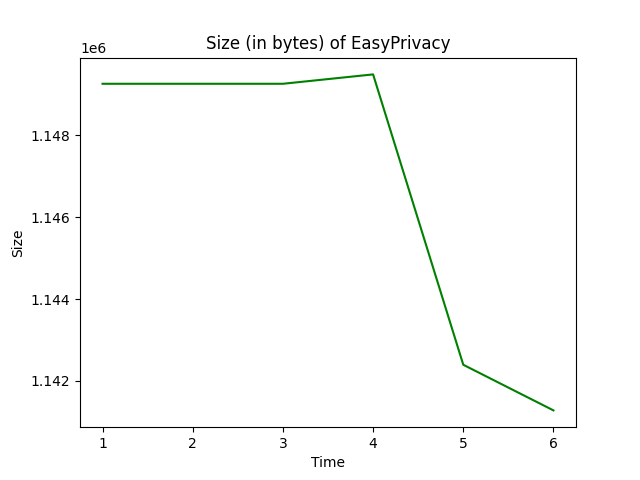 Size (in bytes) of EasyPrivacy
1e6
1.148
1.146
1.144
1.142
Size
1 2 3 4 5 6
Time